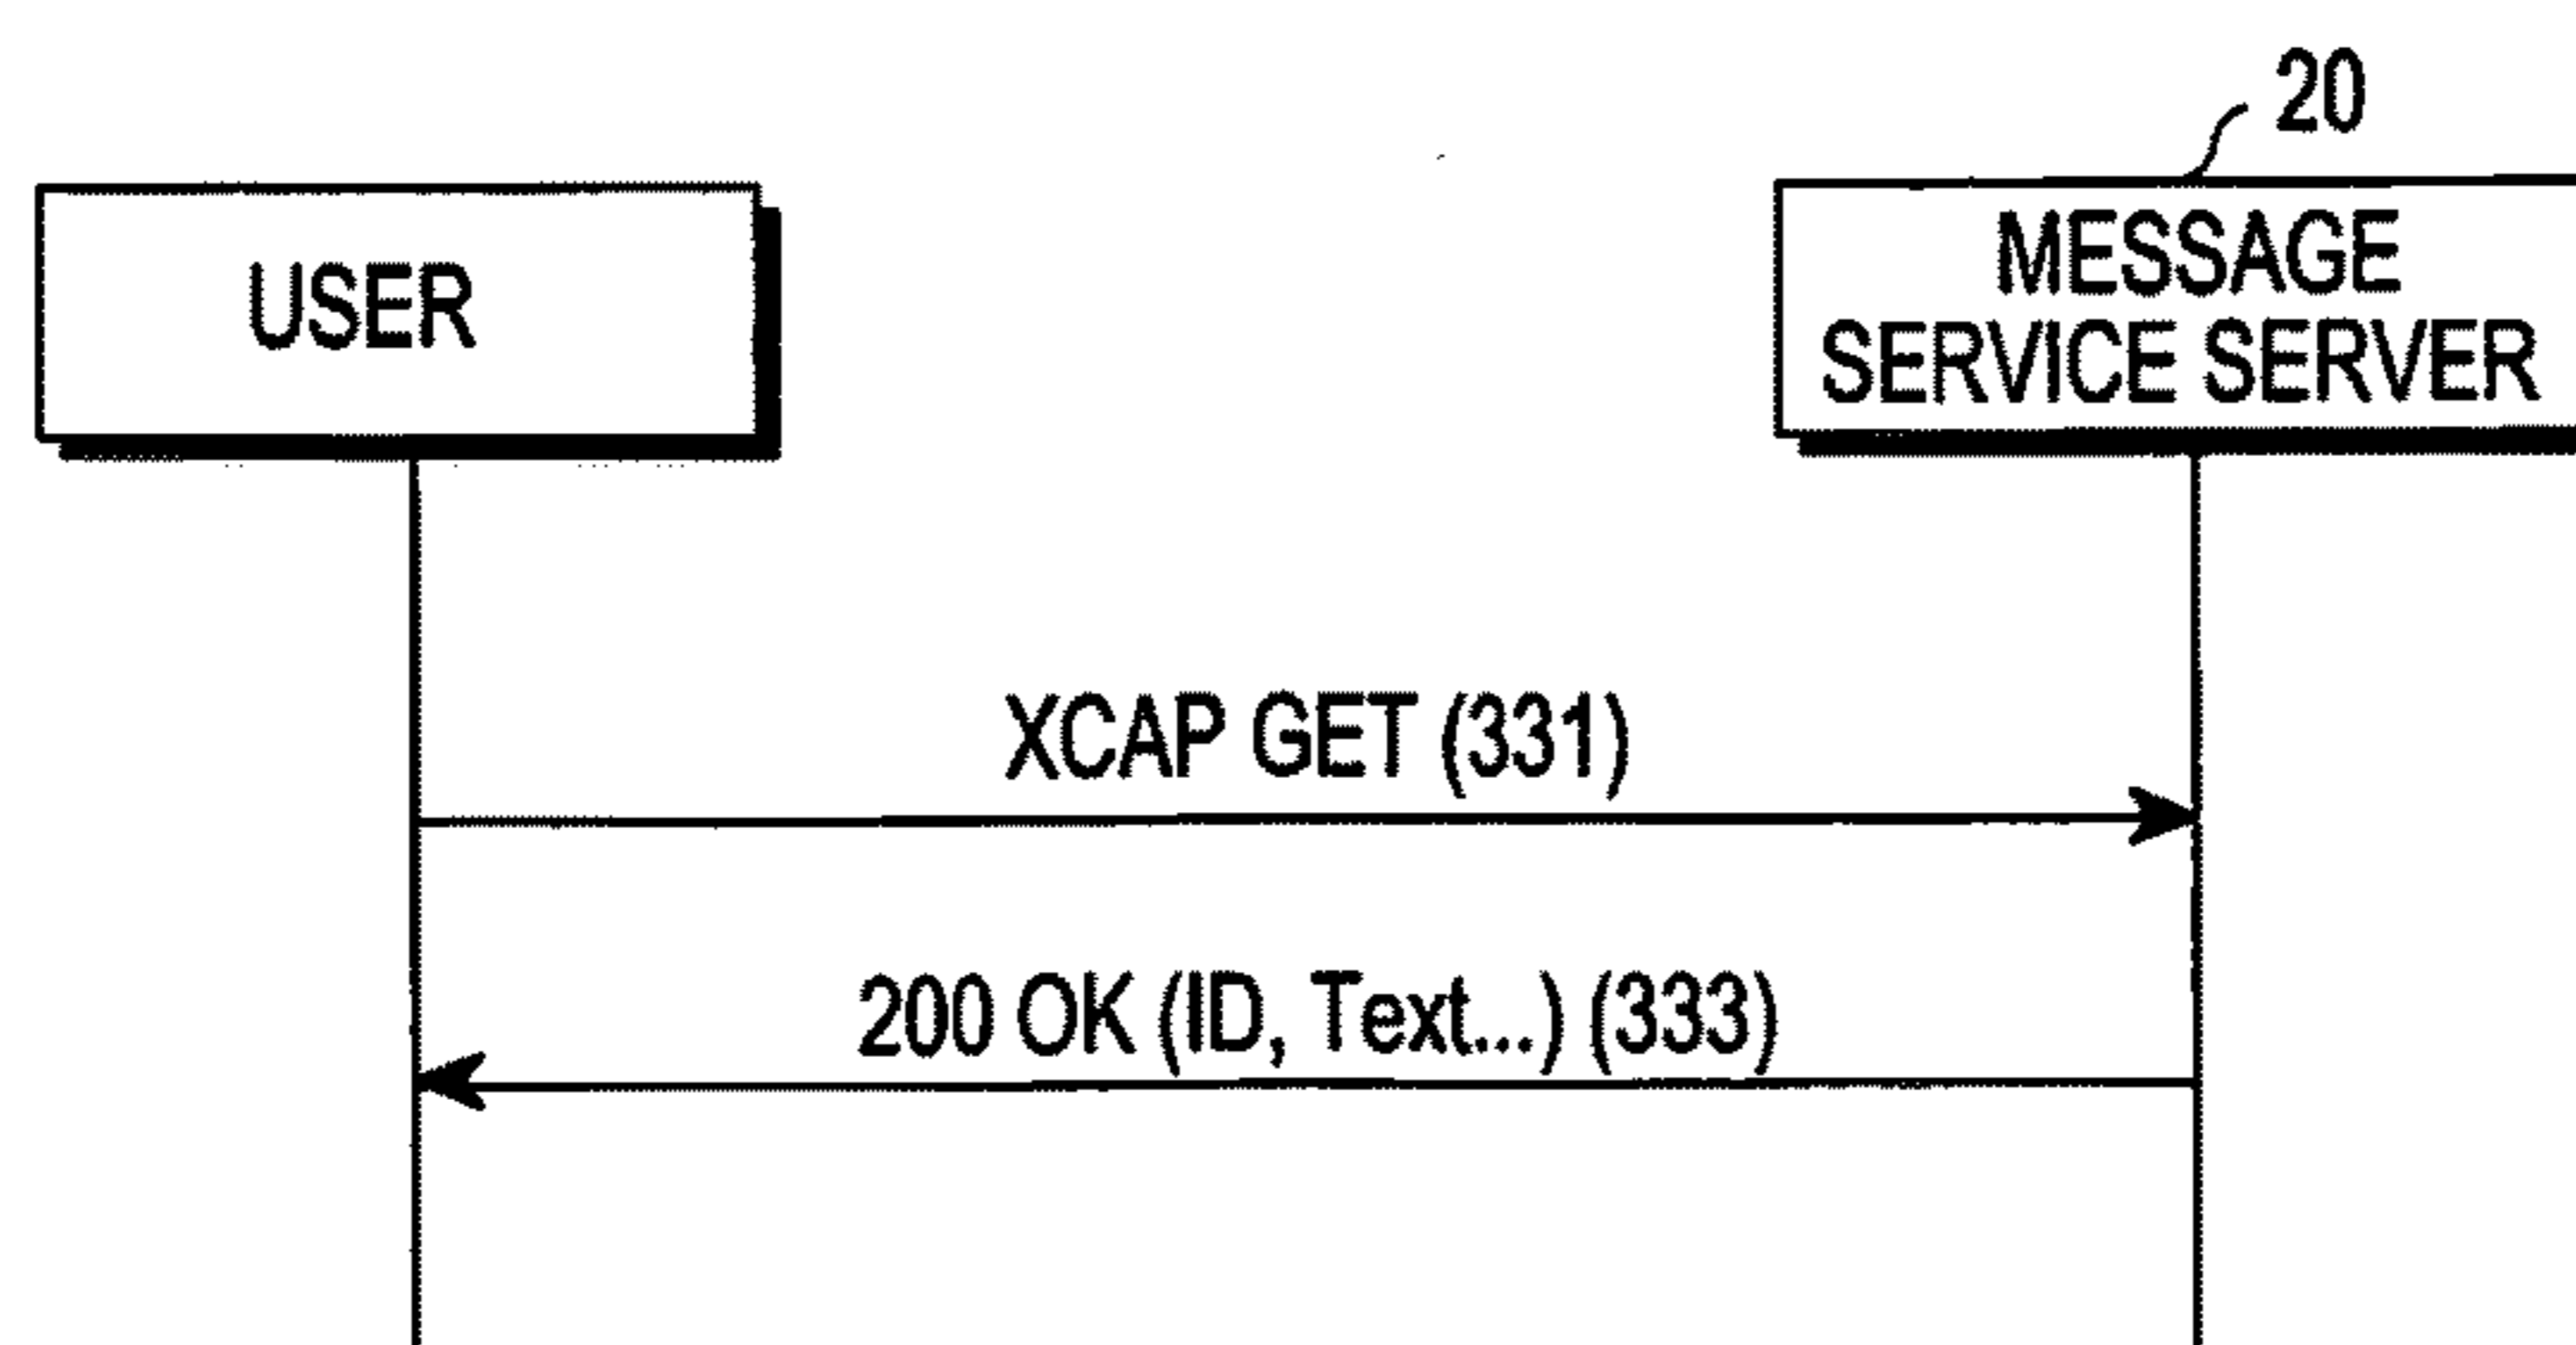 20
USER
MESSAGE
SERVICE SERVER
XCAP GET (331)
200 OK (ID, Text...) (333)